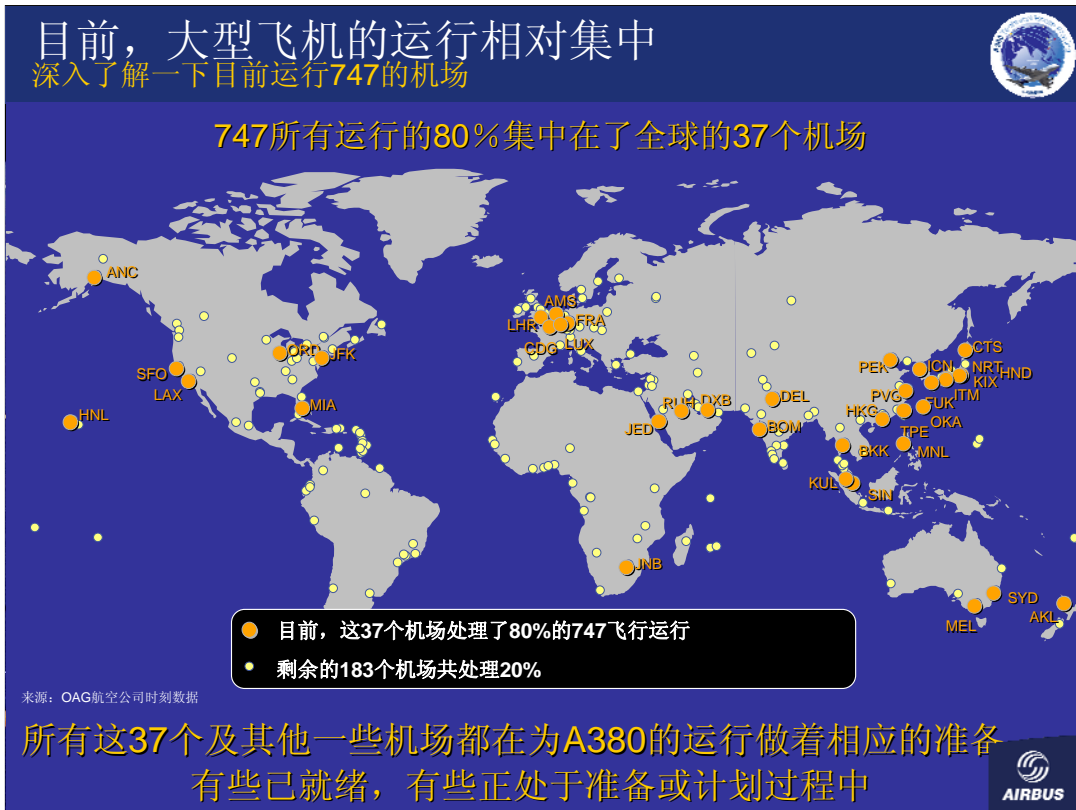 目前，大型飞机的运行相对集中
深入了解一下目前运行747的机场
747所有运行的80％集中在了全球的37个机场
ANC
AMS
LHR
FRA
CDG
LUX
ORD
JFK
SFO
LAX
MIA
HNL
PEK
ICN
CTS
NRT
HND
KIX
ITM
PVG
FUK
HKG
OKA
TPE
RUH
DXB
DEL
JED
BOM
BKK
MNL
KUL
SIN
JNB
SYD
MEL
AKL
目前，这37个机场处理了80%的747飞行运行
剩余的183个机场共处理20%
来源：OAG航空公司时刻数据
所有这37个及其他一些机场都在为A380的运行做着相应的准备
有些已就绪，有些正处于准备或计划过程中
AIRBUS